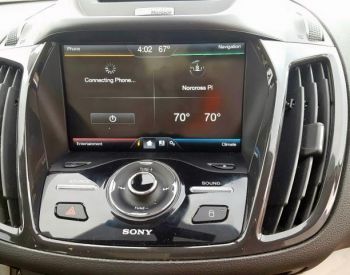 Phone 4:02 67° Navigation
Connecting Phone...
Norcross Pl
70° 70°
Entertainment Climate
SOUND
SONY